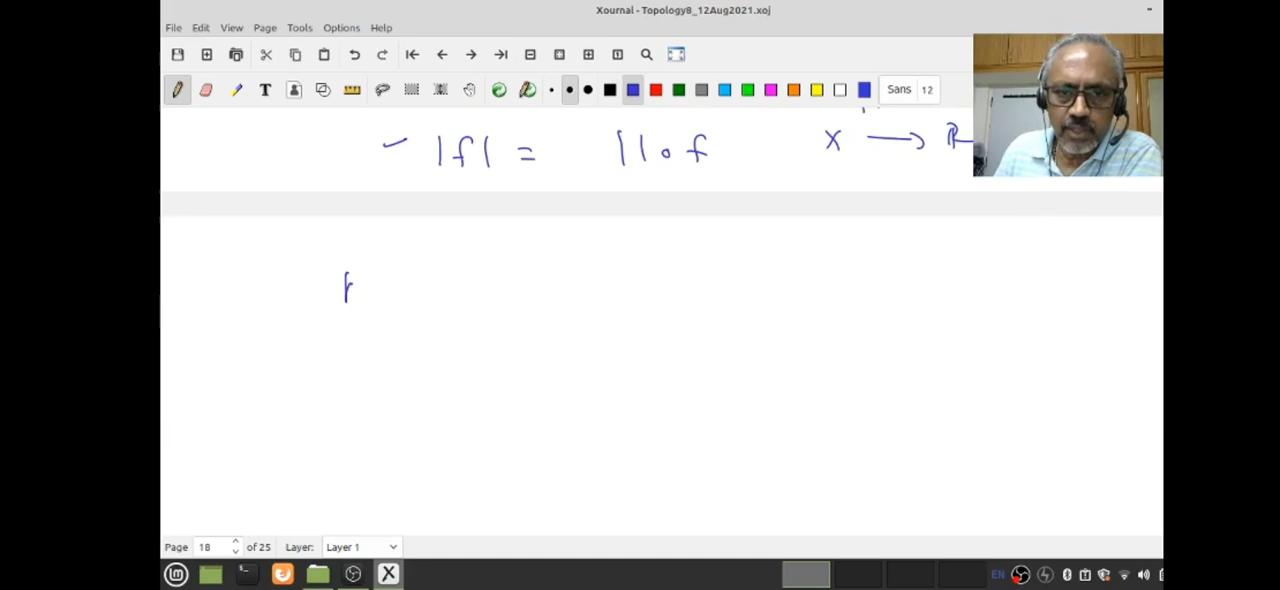 Xournal - Topology8_12Aug2021.xoj
File Edit View Page Tools Options Help
Sans 12
|f| = | | ∘ f X → R
Page 18 of 25 Layer: Layer 1
EN